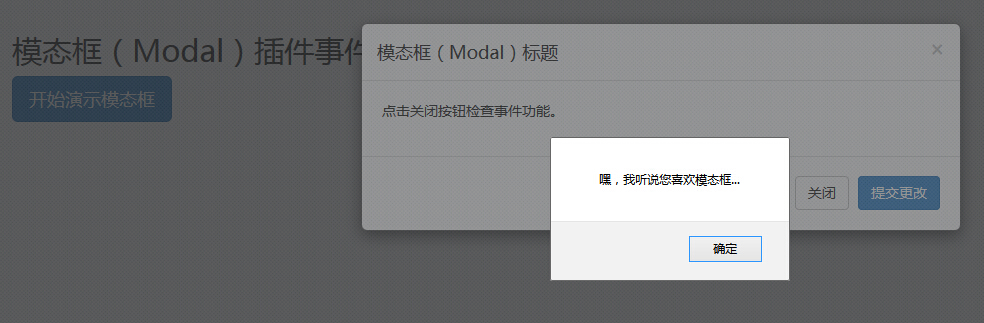 模态框（Modal）插件事件
开始演示模态框
模态框（Modal）标题
×
点击关闭按钮检查事件功能。
嘿，我听说您喜欢模态框...
确定
关闭
提交更改